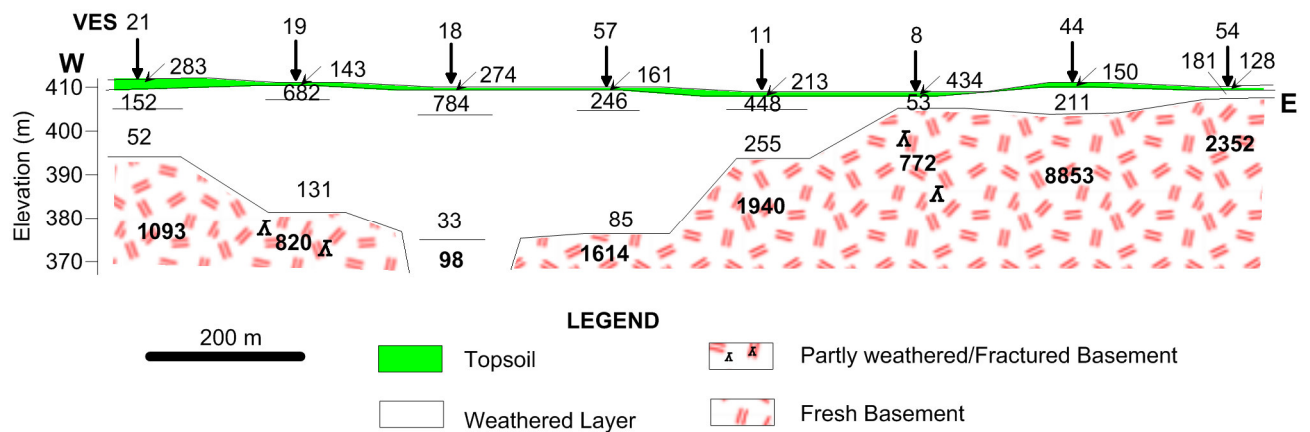 VES 21 19 18 57 11 8 44 54
W
283 143 274 161 213 434 150 181 128
410 152 682 784 246 448 53 211 E
400 52 255 772 2352
390 131 1940 8853
380 1093 820 33 85
370 98 1614
Elevation (m)
LEGEND
200 m
Topsoil
Partly weathered/Fractured Basement
Weathered Layer
Fresh Basement